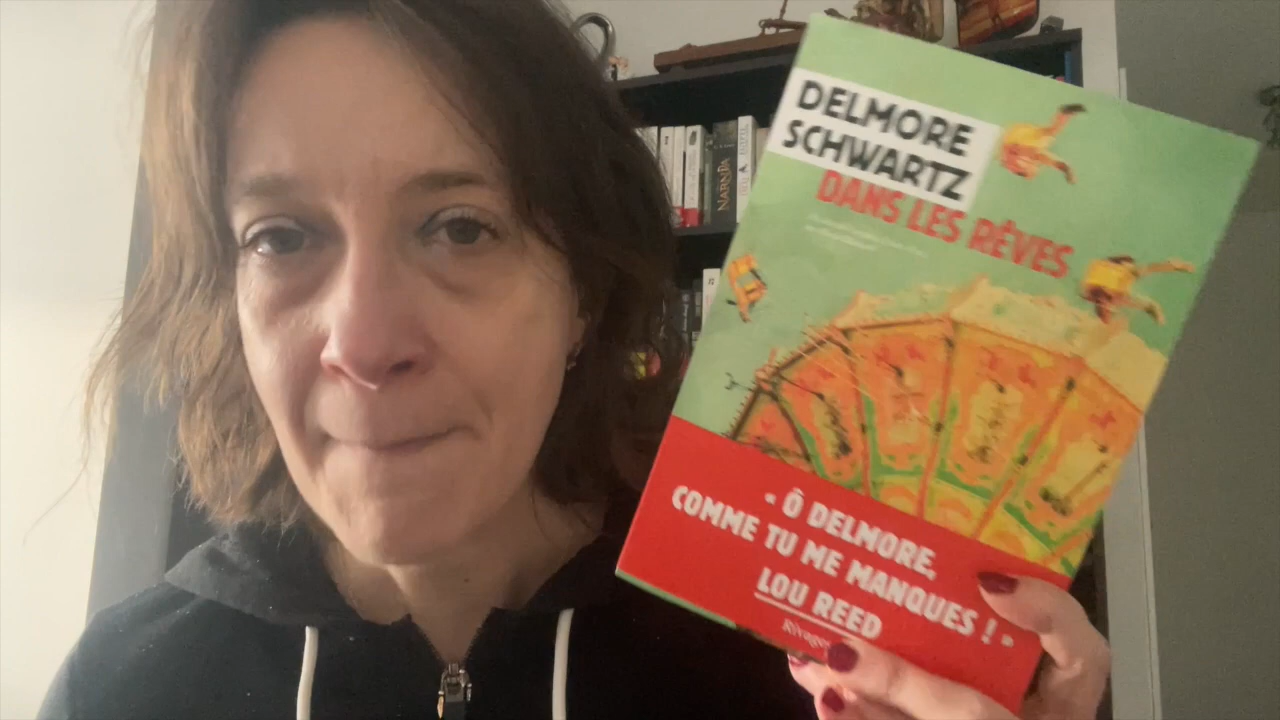 DELMORE
SCHWARTZ
DANS LES RÊVES
« Ô DELMORE,
COMME TU ME MANQUES ! »
LOU REED
Rivages
NARNIA